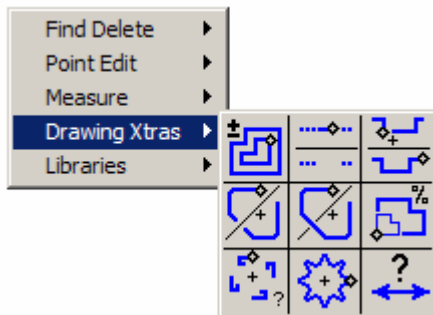 Find Delete
Point Edit
Measure
Drawing Xtras
Libraries
±
%
?
?